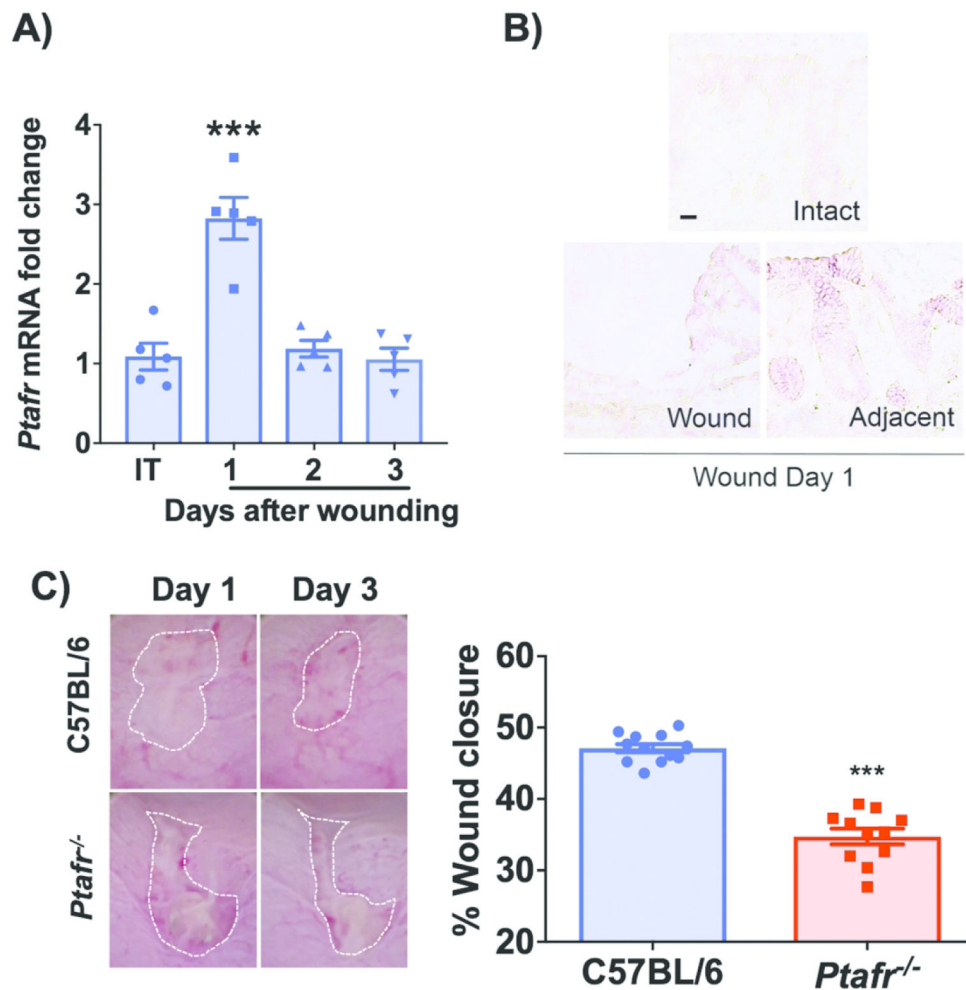 A)
Ptafr mRNA fold change
4
3
2
1
0
***
IT 1 2 3
Days after wounding
B)
Intact
Wound
Adjacent
Wound Day 1
C)
Day 1 Day 3
C57BL/6
Ptafr-/-
% Wound closure
60
50
40
30
20
***
C57BL/6 Ptafr-/-